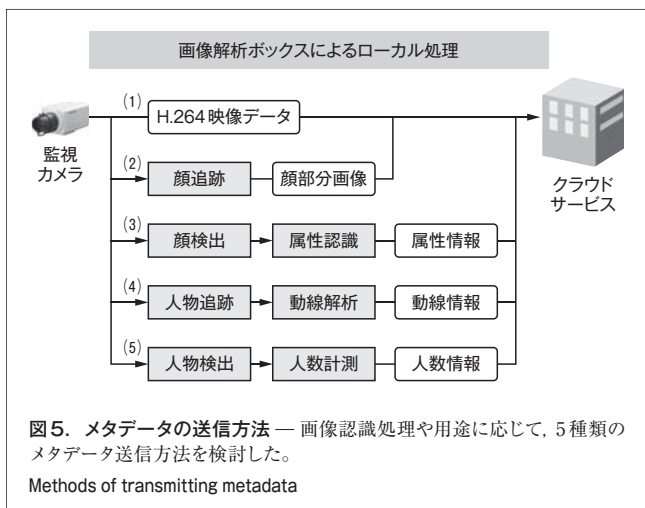 画像解析ボックスによるローカル処理
(1) H.264映像データ
監視
カメラ
(2) 顔追跡 顔部分画像
クラウド
サービス
(3) 顔検出 属性認識 属性情報
(4) 人物追跡 動線解析 動線情報
(5) 人物検出 人数計測 人数情報
図5. メタデータの送信方法 — 画像認識処理や用途に応じて,5種類の
メタデータ送信方法を検討した。
Methods of transmitting metadata